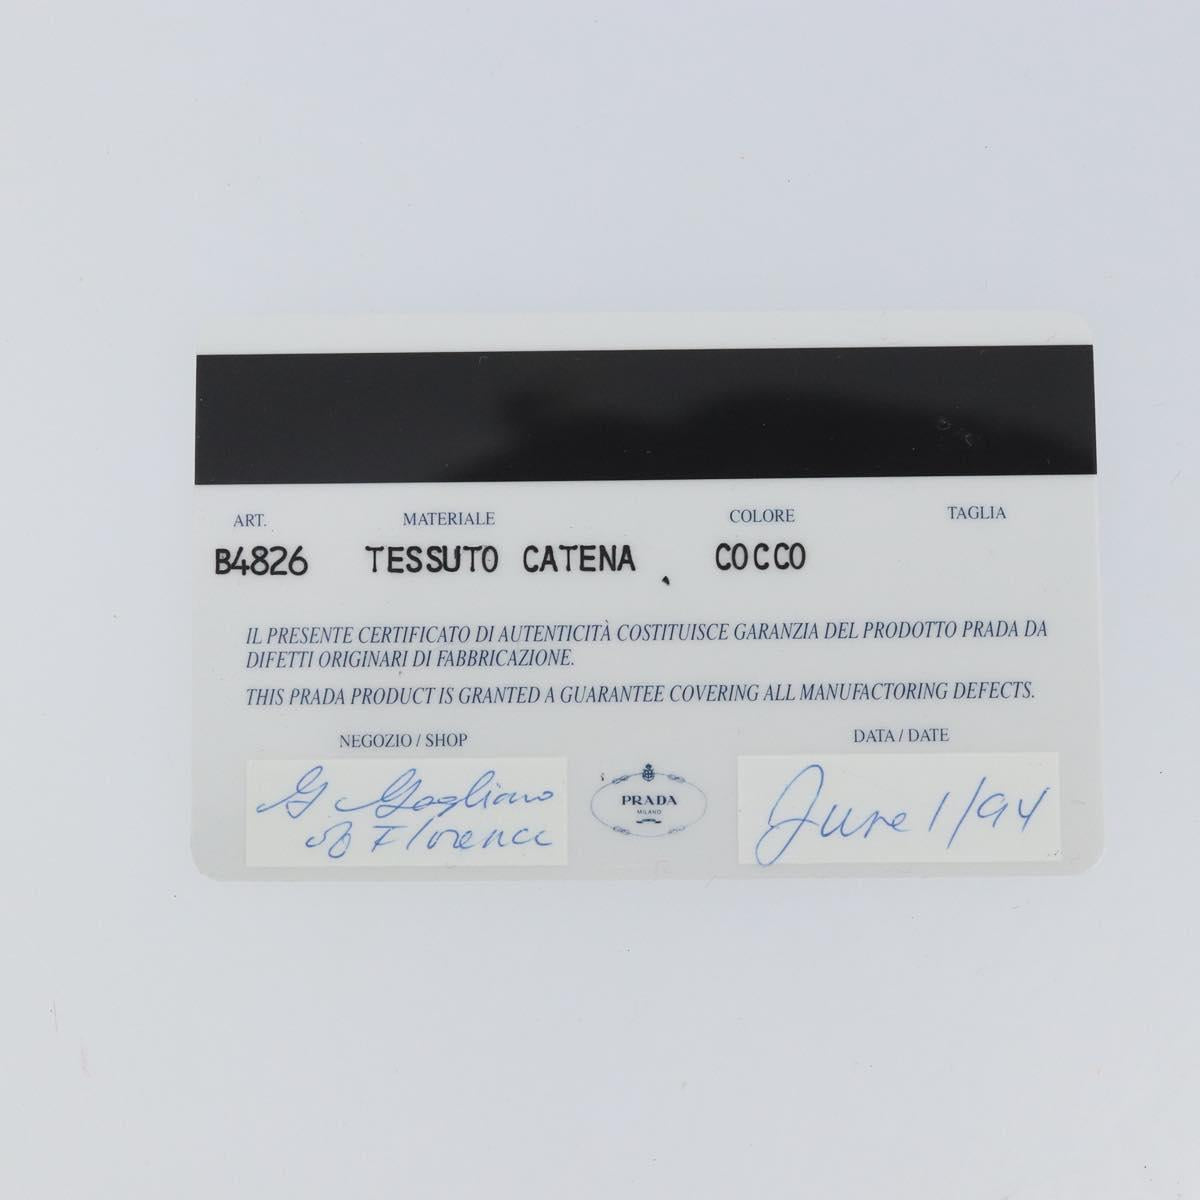 ART. MATERIALE COLORE TAGLIA
B4826 TESSUTO CATENA COCCO
IL PRESENTE CERTIFICATO DI AUTENTICITÀ COSTITUISCE GARANZIA DEL PRODOTTO PRADA DA
DIFETTI ORIGINARI DI FABBRICAZIONE.
THIS PRADA PRODUCT IS GRANTED A GUARANTEE COVERING ALL MANUFACTORING DEFECTS.
NEGOZIO / SHOP DATA / DATE
G
of Florence
PRADA
MILANO
June 1/94